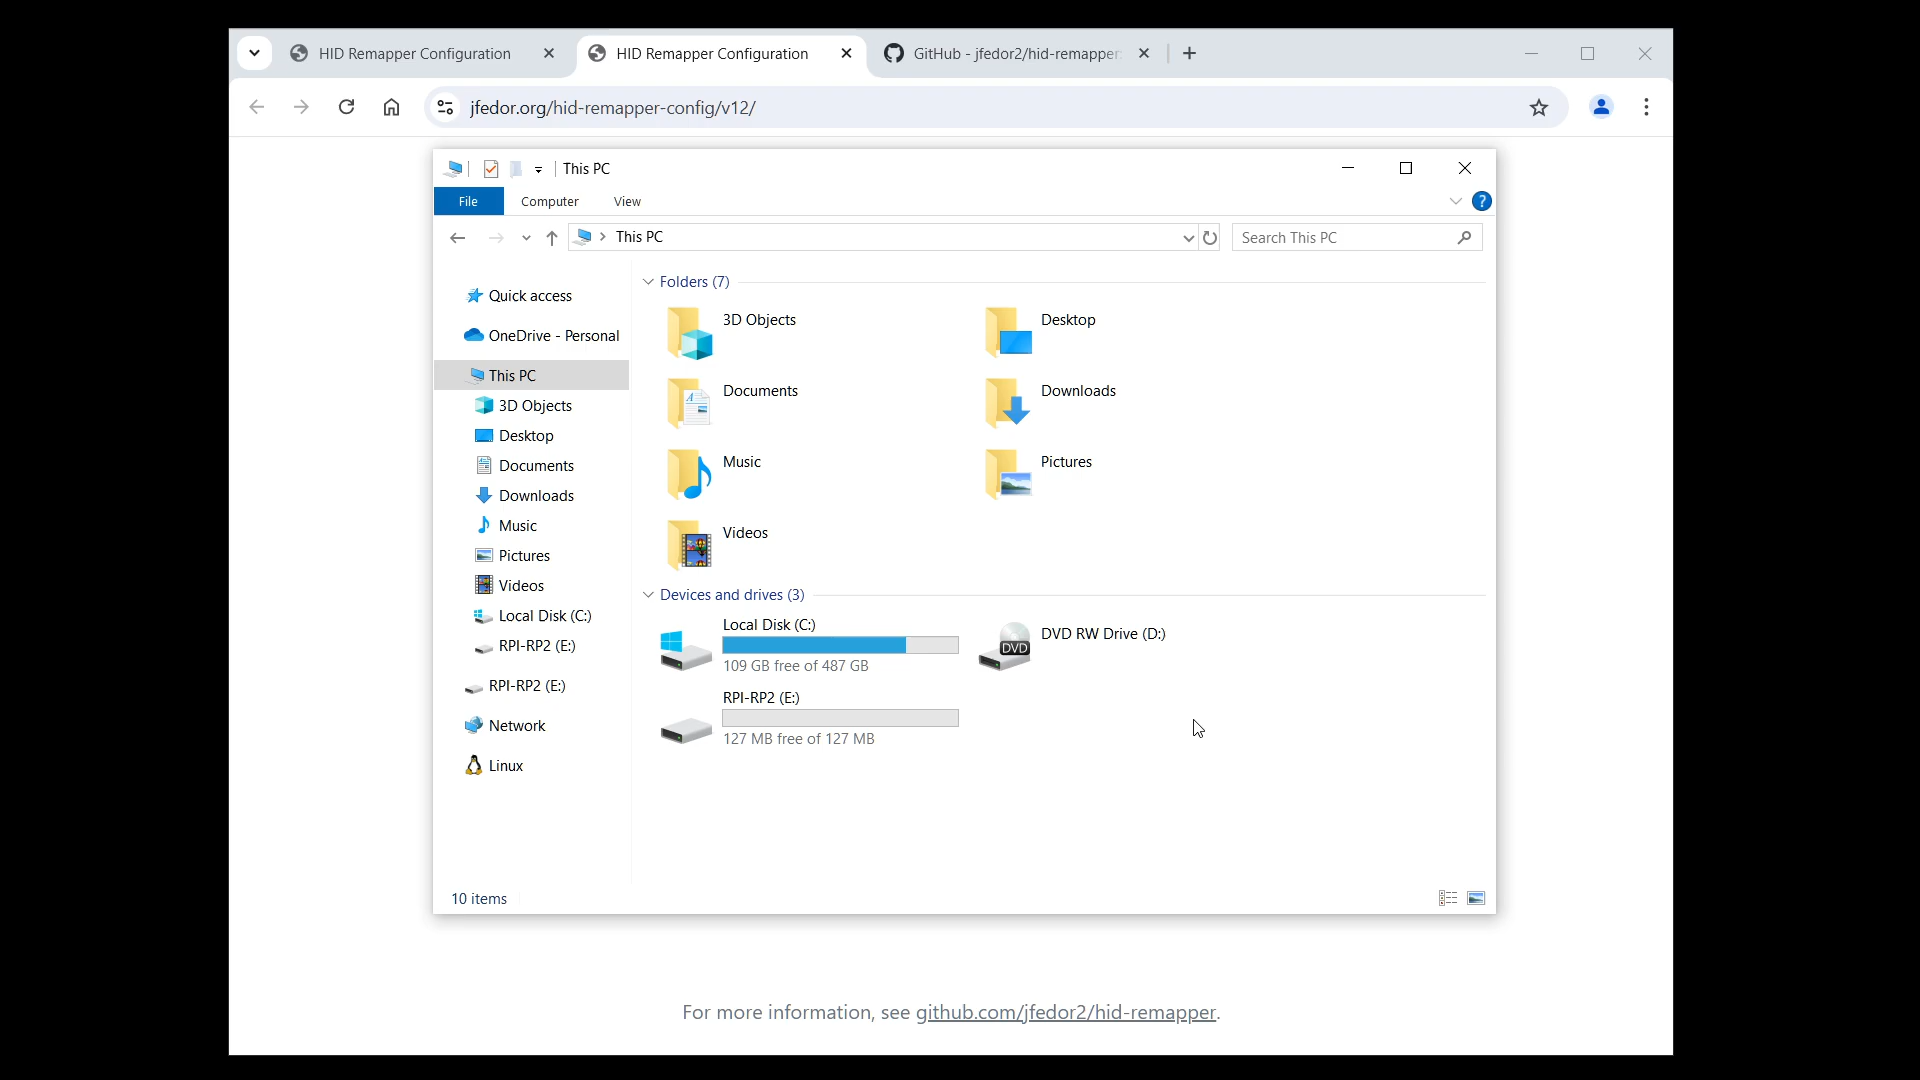 HID Remapper Configuration
HID Remapper Configuration
GitHub - jfedor2/hid-remapper:
jfedor.org/hid-remapper-config/v12/
This PC
File
Computer
View
?
This PC
Search This PC
Quick access
OneDrive - Personal
This PC
3D Objects
Desktop
Documents
Downloads
Music
Pictures
Videos
Local Disk (C:)
RPI-RP2 (E:)
RPI-RP2 (E:)
Network
Linux
Folders (7)
3D Objects
Desktop
Documents
Downloads
Music
Pictures
Videos
Devices and drives (3)
Local Disk (C:)
109 GB free of 487 GB
DVD
DVD RW Drive (D:)
RPI-RP2 (E:)
127 MB free of 127 MB
10 items
For more information, see github.com/jfedor2/hid-remapper.